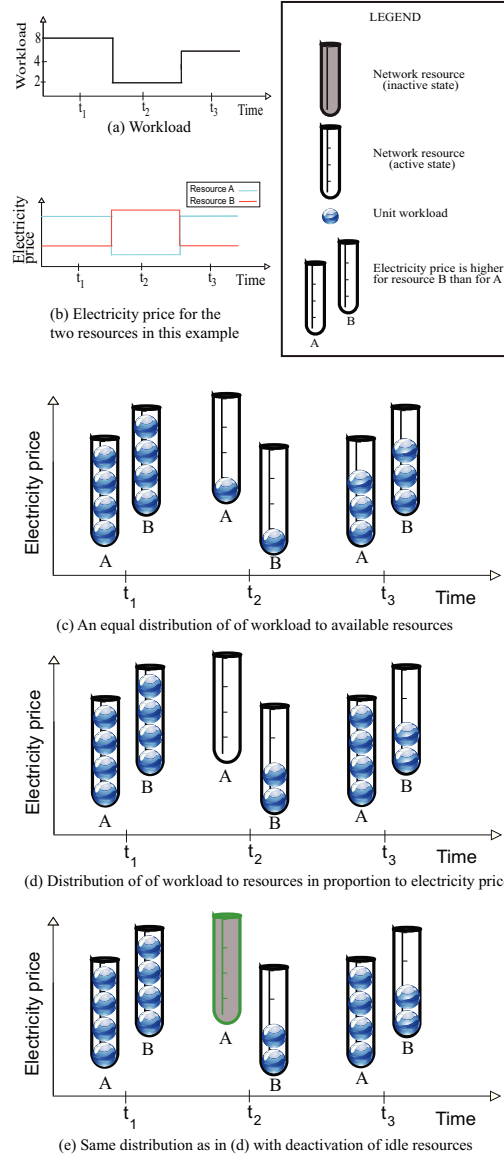 Workload
8
4
2
t1
t2
t3
Time
(a) Workload
Electricity
price
Resource A
Resource B
t1
t2
t3
Time
(b) Electricity price for the
two resources in this example
LEGEND
Network resource
(inactive state)
Network resource
(active state)
Unit workload
Electricity price is higher
for resource B than for A
A
B
Electricity price
A
B
A
B
A
B
t1
t2
t3
Time
(c) An equal distribution of of workload to available resources
Electricity price
A
B
A
B
A
B
t1
t2
t3
Time
(d) Distribution of of workload to resources in proportion to electricity pric
Electricity price
A
B
A
B
A
B
t1
t2
t3
Time
(e) Same distribution as in (d) with deactivation of idle resources